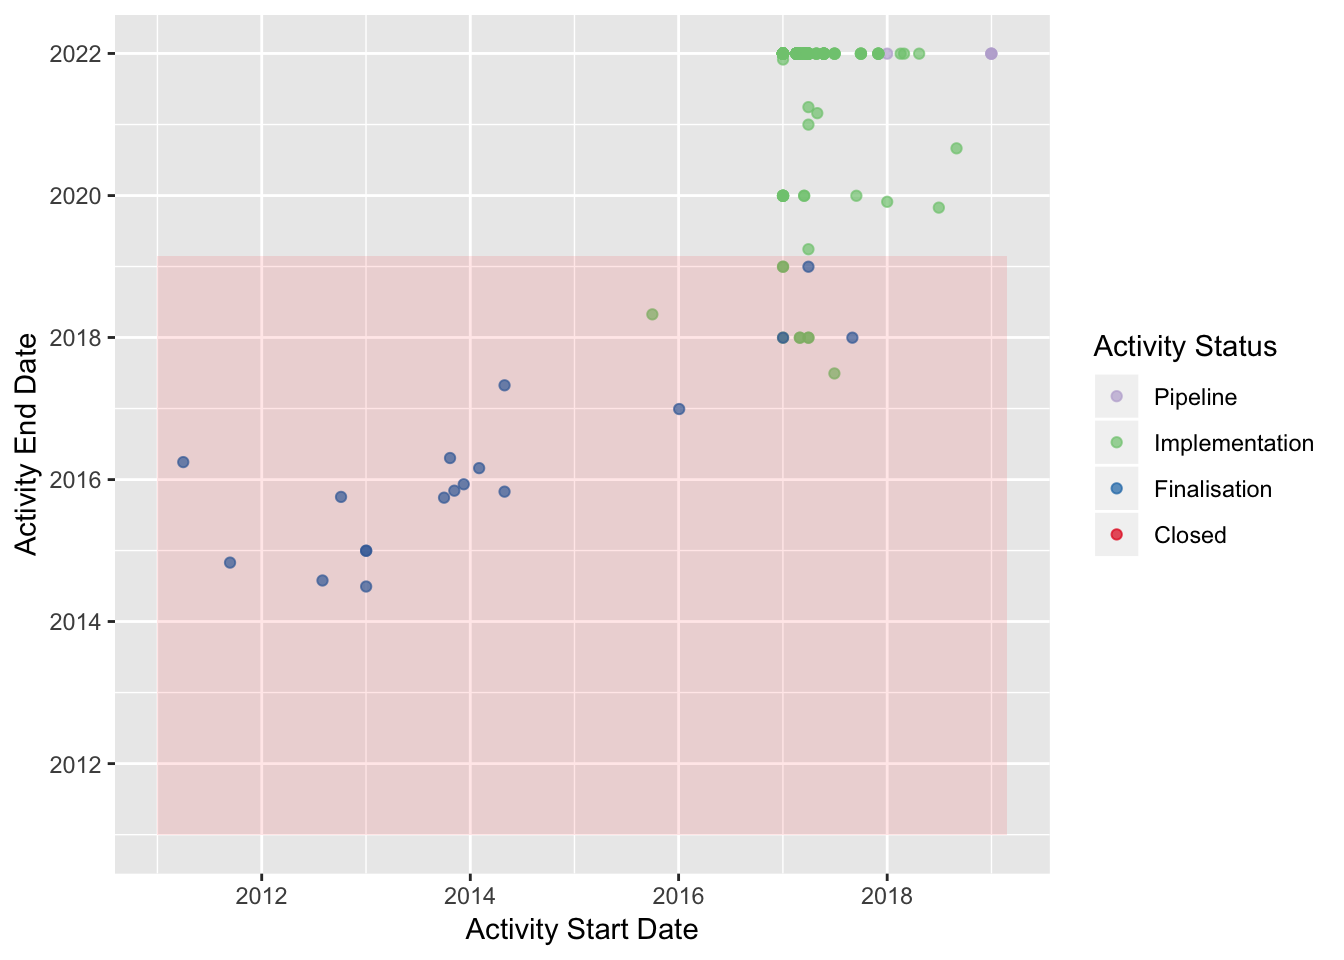 2022
2020
2018
2016
2014
2012
Activity End Date
2012
2014
2016
2018
Activity Start Date
Activity Status
Pipeline
Implementation
Finalisation
Closed